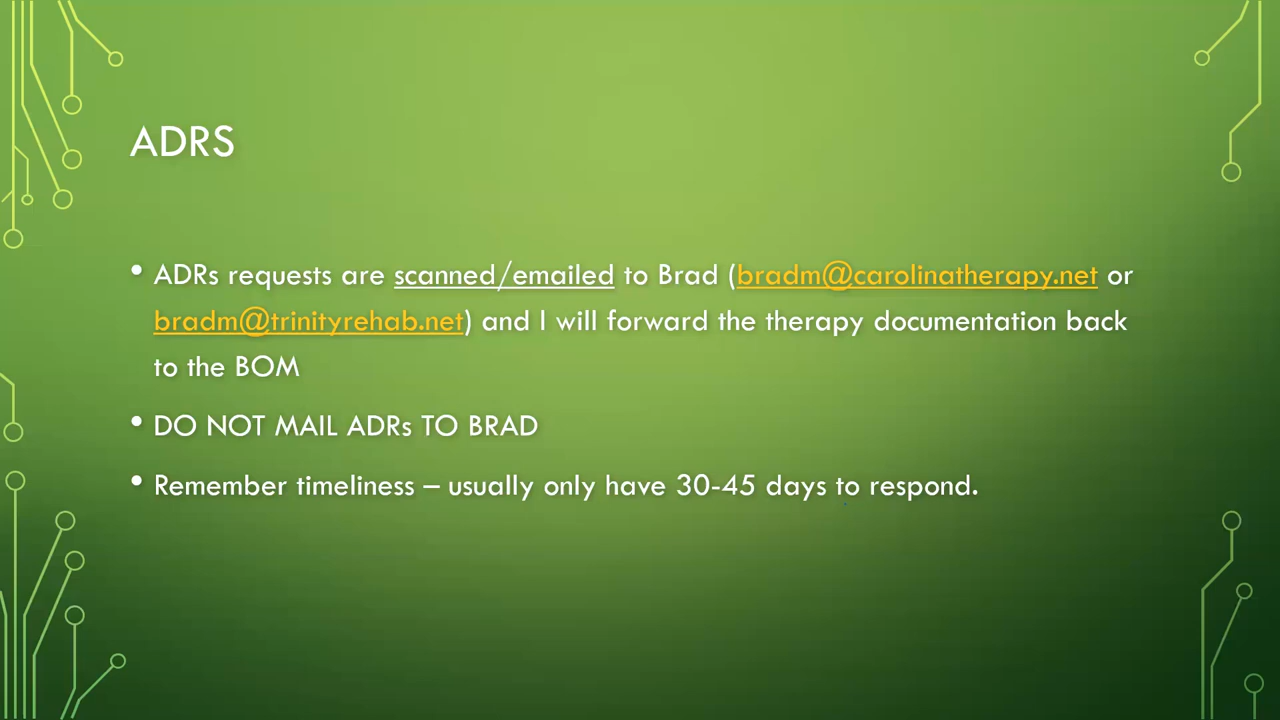 ADRS
• ADRs requests are scanned/emailed to Brad (bradm@carolinatherapy.net or
bradm@trinityrehab.net) and I will forward the therapy documentation back
to the BOM
• DO NOT MAIL ADRs TO BRAD
• Remember timeliness – usually only have 30-45 days to respond.